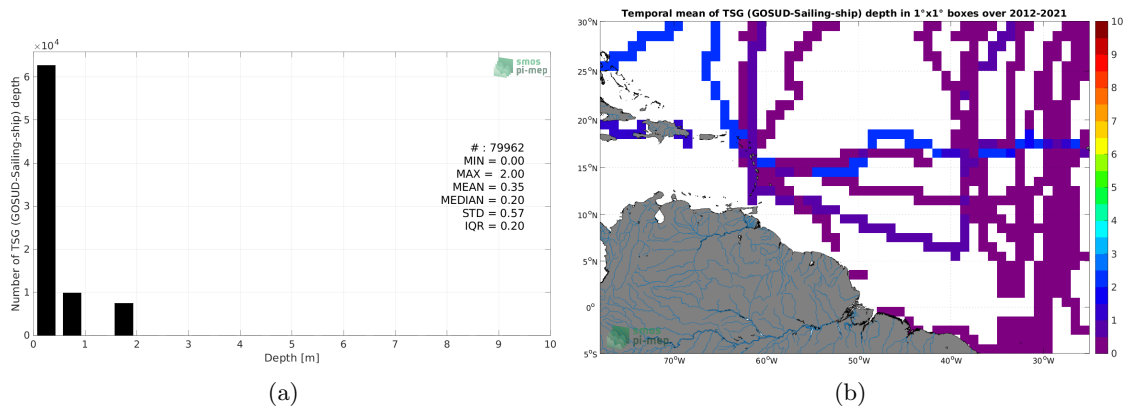 ×10⁴
6
5
4
3
2
1
0
0 1 2 3 4 5 6 7 8 9 10
Number of TSG (GOSUD-Sailing-ship) depth
Depth [m]
smos
pi-mep
# : 79962
MIN = 0.00
MAX = 2.00
MEAN = 0.35
MEDIAN = 0.20
STD = 0.57
IQR = 0.20
(a)
Temporal mean of TSG (GOSUD-Sailing-ship) depth in 1°x1° boxes over 2012-2021
30°N
25°N
20°N
15°N
10°N
5°N
0°
5°S
70°W 60°W 50°W 40°W 30°W
smos
pi-mep
10
9
8
7
6
5
4
3
2
1
0
(b)